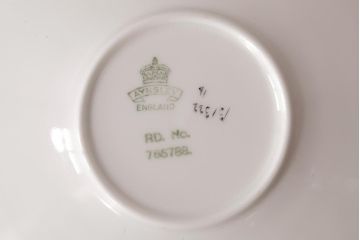 AYNSLEY
ENGLAND
RD. No.
765788.